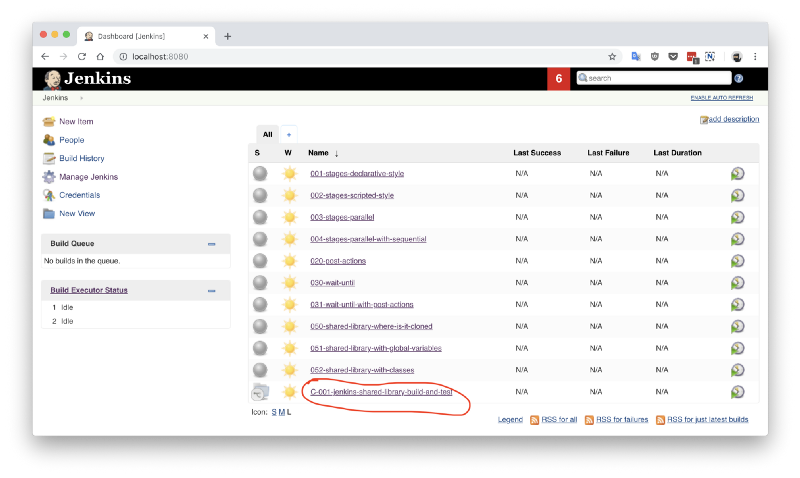 Dashboard [Jenkins]
localhost:8080
Jenkins
6
search
Jenkins
ENABLE AUTO REFRESH
New Item
People
Build History
Manage Jenkins
Credentials
New View
Build Queue
No builds in the queue.
Build Executor Status
1 Idle
2 Idle
add description
All +
S W Name ↓ Last Success Last Failure Last Duration
001-stages-declarative-style N/A N/A N/A
002-stages-scripted-style N/A N/A N/A
003-stages-parallel N/A N/A N/A
004-stages-parallel-with-sequential N/A N/A N/A
020-post-actions N/A N/A N/A
030-wait-until N/A N/A N/A
031-wait-until-with-post-actions N/A N/A N/A
050-shared-library-where-is-it-cloned N/A N/A N/A
051-shared-library-with-global-variables N/A N/A N/A
052-shared-library-with-classes N/A N/A N/A
C-001-jenkins-shared-library-build-and-test N/A N/A N/A
Icon: S M L
Legend RSS for all RSS for failures RSS for just latest builds